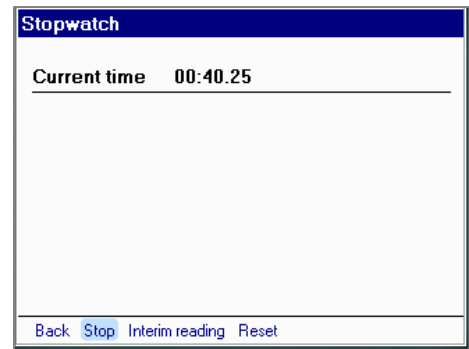 Stopwatch
Current time 00:40.25
Back Stop Interim reading Reset